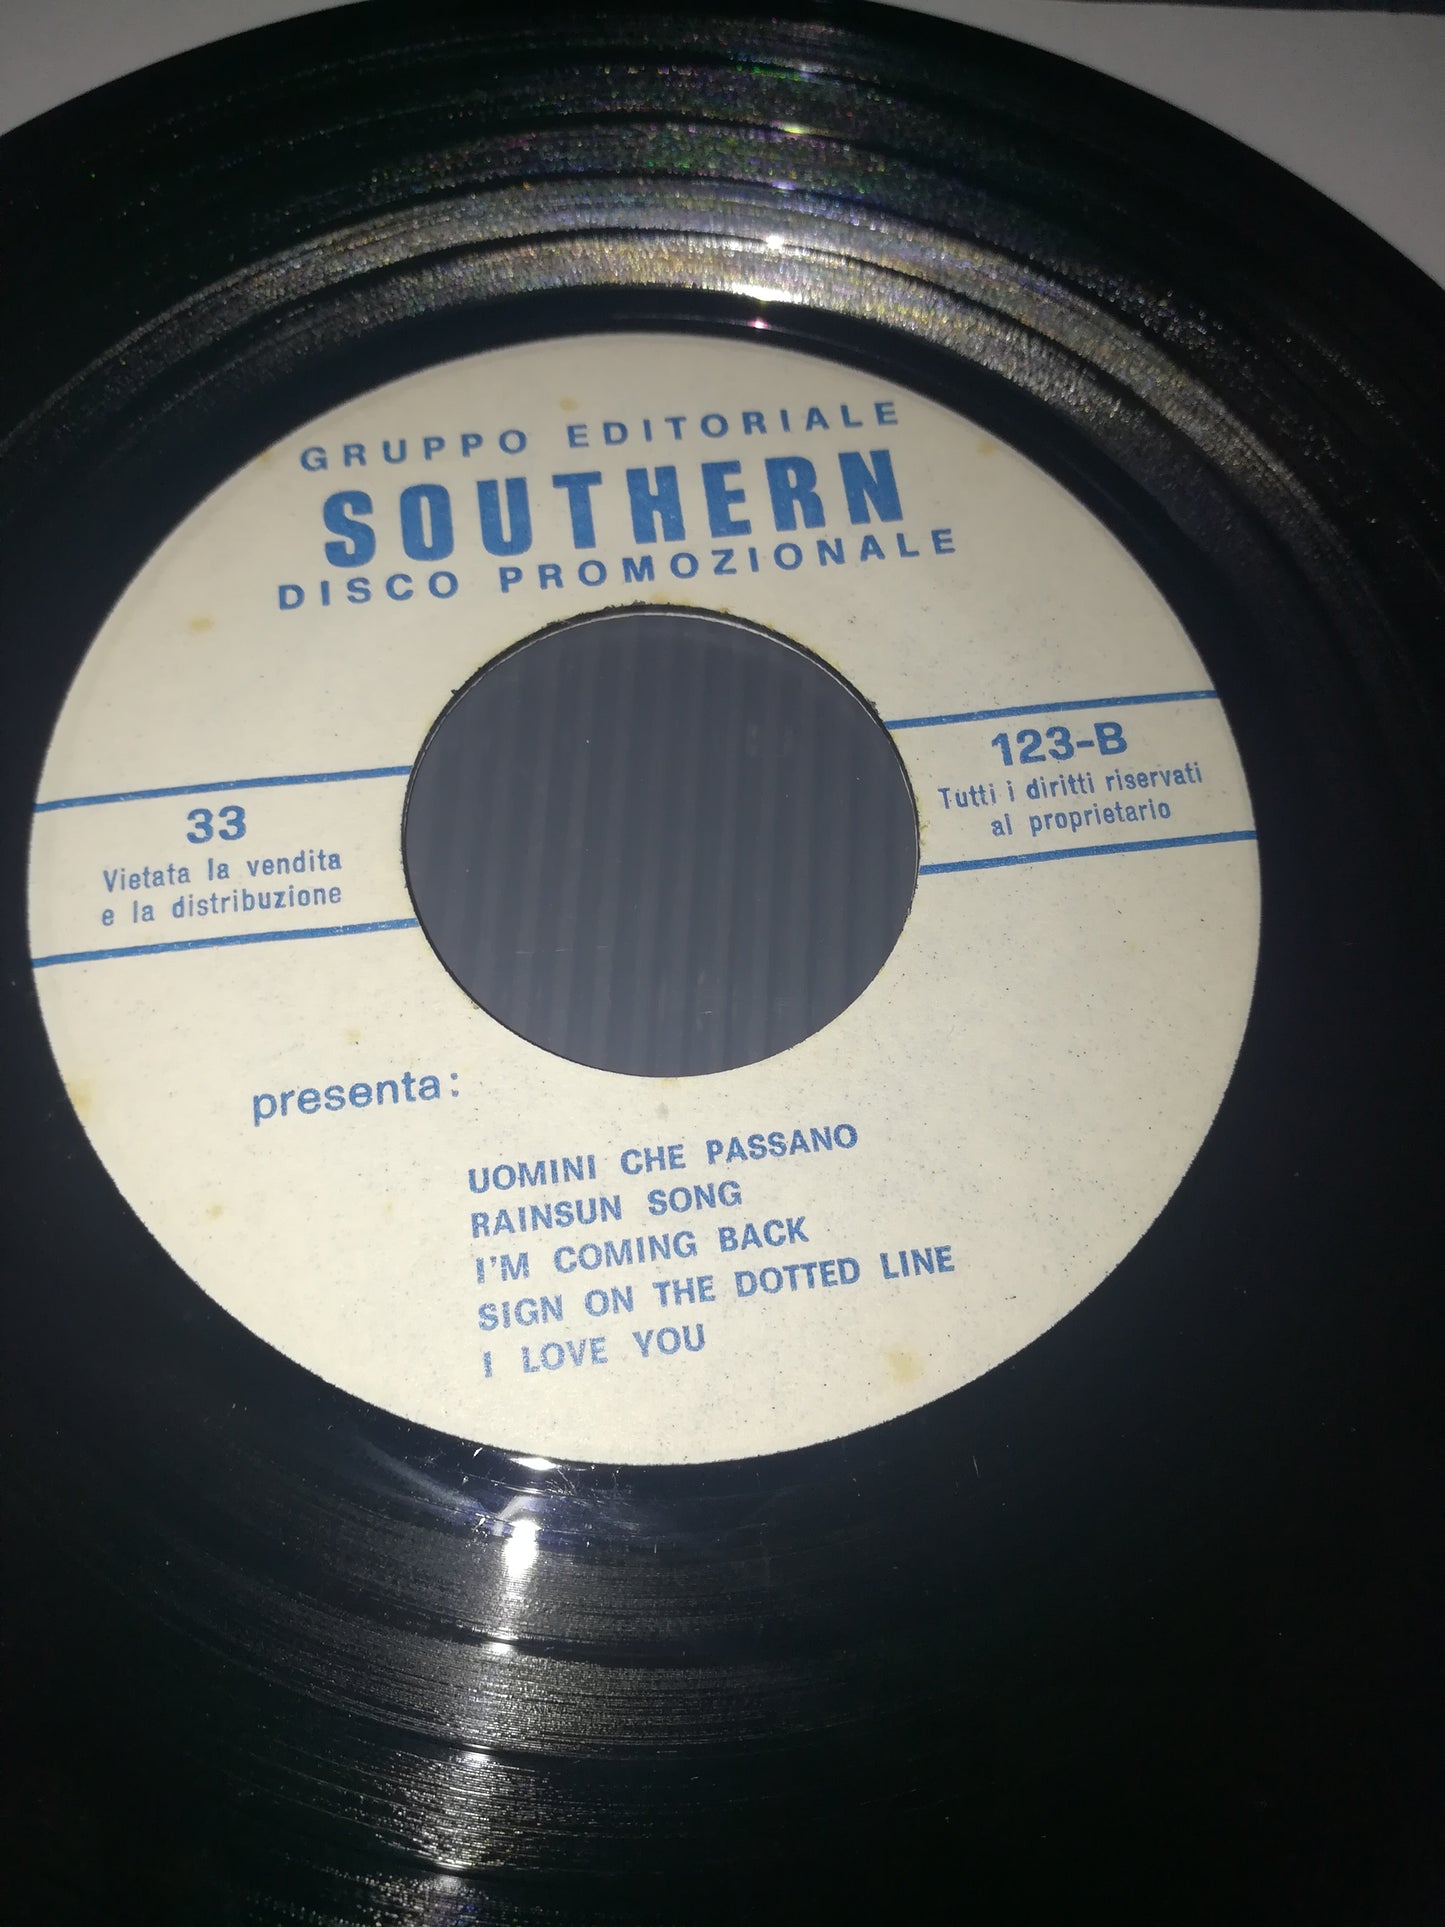 GRUPPO EDITORIALE
SOUTHERN
DISCO PROMOZIONALE
33
Vietata la vendita
e la distribuzione
123-B
Tutti i diritti riservati
al proprietario
presenta:
UOMINI CHE PASSANO
RAINSUN SONG
I'M COMING BACK
SIGN ON THE DOTTED LINE
I LOVE YOU